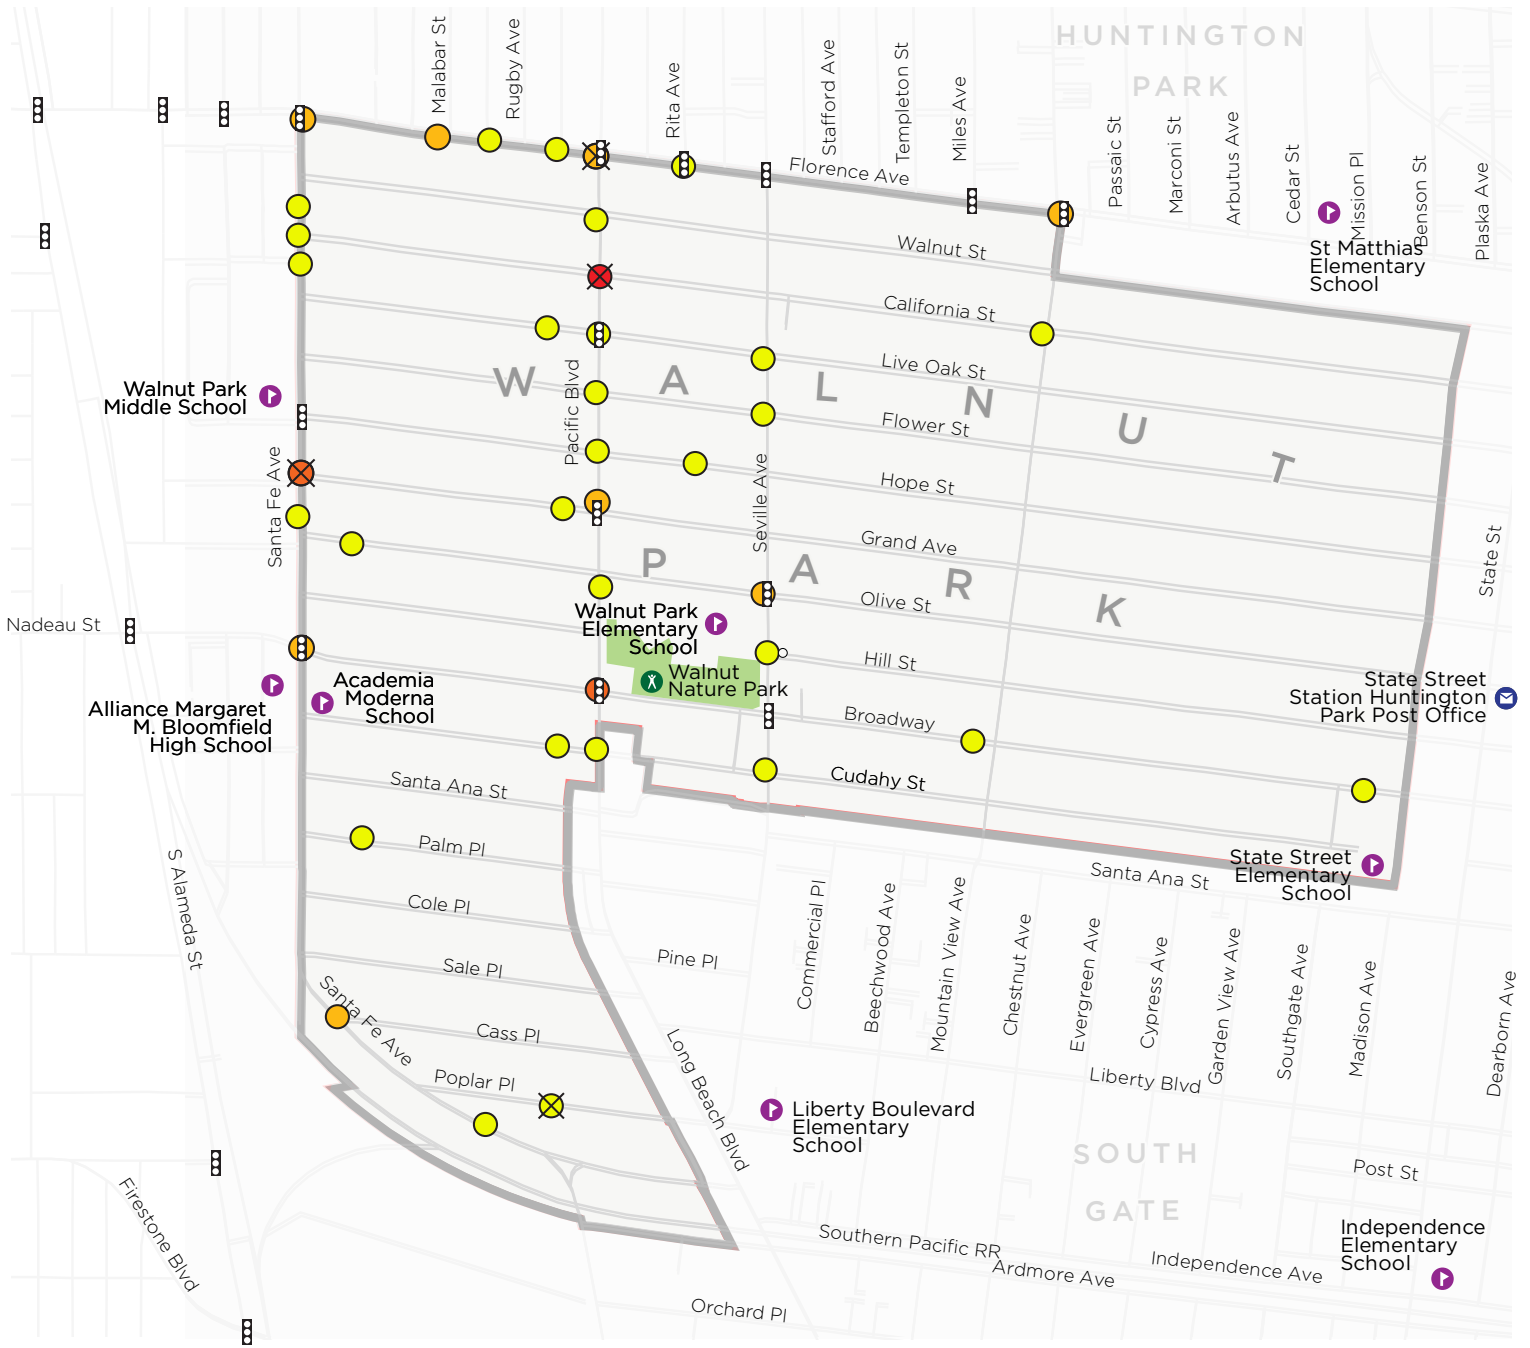 HUNTINGTON
PARK
Malabar St
Rugby Ave
Rita Ave
Stafford Ave
Templeton St
Miles Ave
Passaic St
Marconi St
Arbutus Ave
Cedar St
Mission Pl
Benson St
Plaska Ave
Florence Ave
St Matthias
Elementary
School
Walnut St
California St
Live Oak St
Flower St
Hope St
Grand Ave
Olive St
Hill St
Broadway
Cudahy St
WALNUT
PARK
Walnut Park
Middle School
Santa Fe Ave
Pacific Blvd
Seville Ave
State St
Nadeau St
Walnut Park
Elementary
School
Walnut
Nature Park
Academia
Moderna
School
Alliance Margaret
M. Bloomfield
High School
State Street
Station Huntington
Park Post Office
Santa Ana St
Palm Pl
Cole Pl
Sale Pl
Cass Pl
Poplar Pl
Santa Fe Ave
S Alameda St
State Street
Elementary
School
Santa Ana St
Pine Pl
Commercial Pl
Beechwood Ave
Mountain View Ave
Chestnut Ave
Evergreen Ave
Cypress Ave
Garden View Ave
Southgate Ave
Madison Ave
Dearborn Ave
Long Beach Blvd
Liberty Blvd
Liberty Boulevard
Elementary
School
SOUTH
GATE
Post St
Firestone Blvd
Independence
Elementary
School
Southern Pacific RR
Ardmore Ave
Independence Ave
Orchard Pl